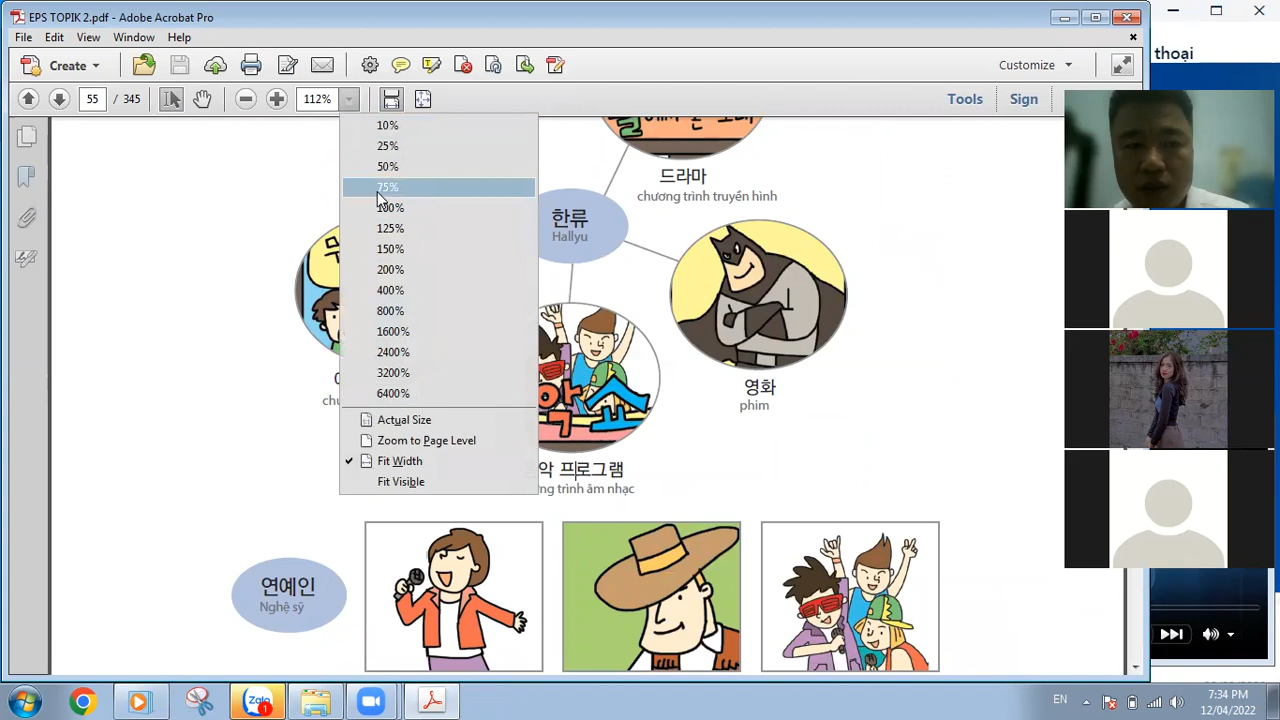 EPS TOPIK 2.pdf - Adobe Acrobat Pro
File Edit View Window Help
Create
Customize
55 / 345
112%
Tools
Sign
thoại
10%
25%
50%
75%
100%
125%
150%
200%
400%
800%
1600%
2400%
3200%
6400%
Actual Size
Zoom to Page Level
Fit Width
Fit Visible
드라마
chương trình truyền hình
한류
Hallyu
영화
phim
악 프로그램
ng trình âm nhạc
연예인
Nghệ sỹ
Zalo
1
EN
7:34 PM
12/04/2022